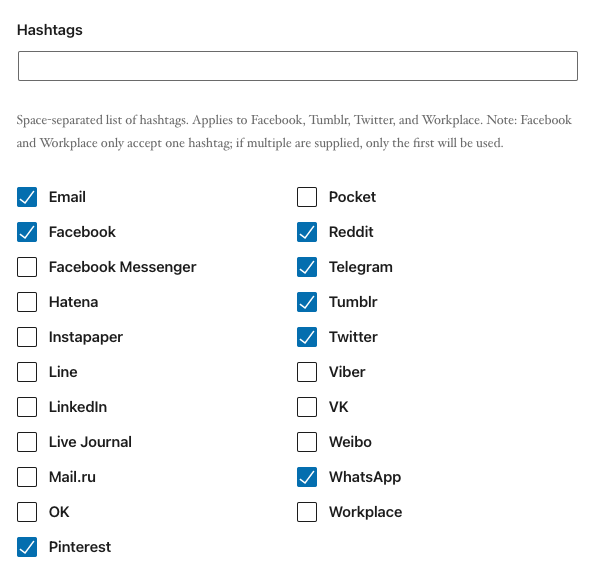 Hashtags
Space-separated list of hashtags. Applies to Facebook, Tumblr, Twitter, and Workplace. Note: Facebook
and Workplace only accept one hashtag; if multiple are supplied, only the first will be used.
Email
Facebook
Facebook Messenger
Hatena
Instapaper
Line
LinkedIn
Live Journal
Mail.ru
OK
Pinterest
Pocket
Reddit
Telegram
Tumblr
Twitter
Viber
VK
Weibo
WhatsApp
Workplace